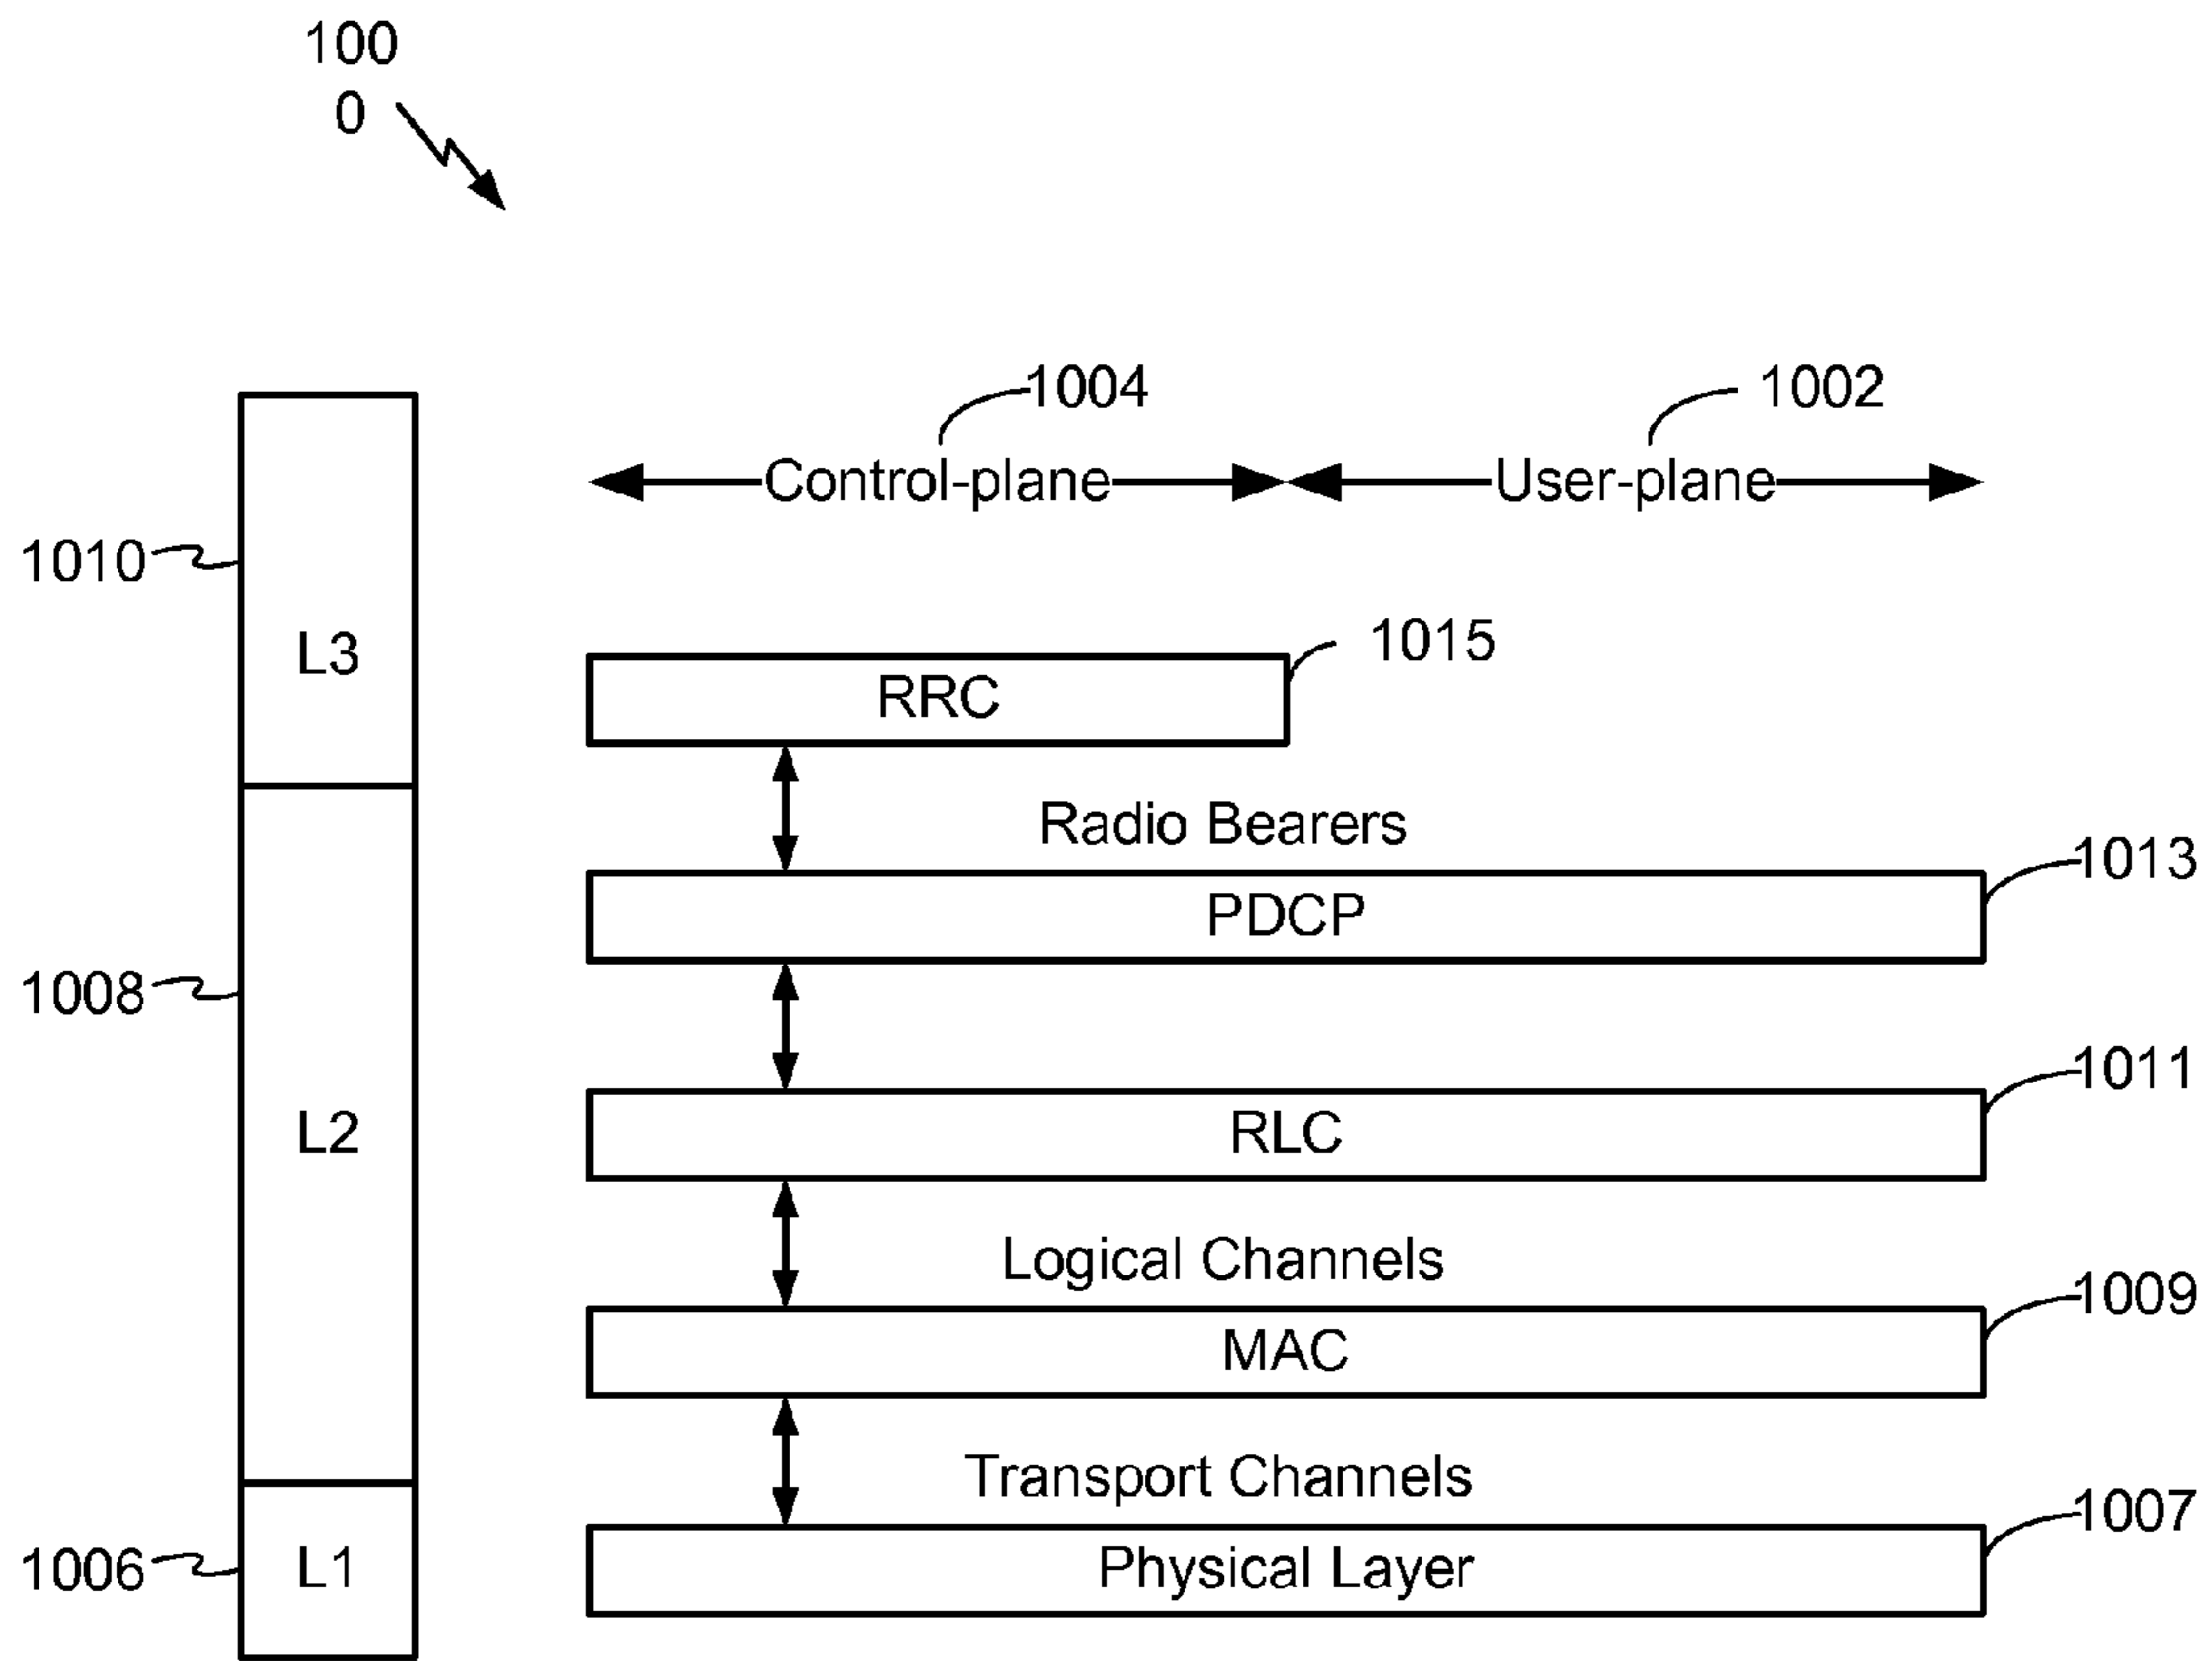 100
0
1004
1002
Control-plane
User-plane
1010
L3
1015
RRC
Radio Bearers
1013
PDCP
1008
1011
L2
RLC
Logical Channels
1009
MAC
Transport Channels
1007
1006
L1
Physical Layer